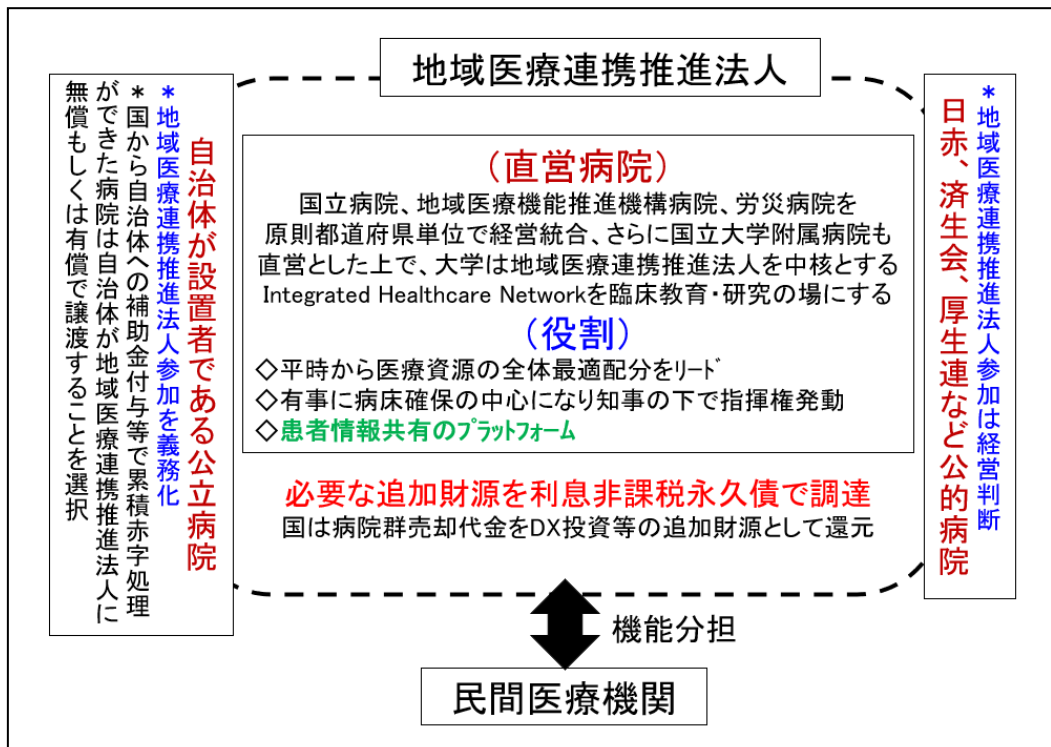 地域医療連携推進法人
自治体が設置者である公立病院
＊地域医療連携推進法人参加を義務化
＊国から自治体への補助金付与等で累積赤字処理
ができた病院は自治体が地域医療連携推進法人に
無償もしくは有償で譲渡することを選択
（直営病院）
国立病院、地域医療機能推進機構病院、労災病院を
原則都道府県単位で経営統合、さらに国立大学附属病院も
直営とした上で、大学は地域医療連携推進法人を中核とする
Integrated Healthcare Networkを臨床教育・研究の場にする
（役割）
◇平時から医療資源の全体最適配分をﾘｰﾄﾞ
◇有事に病床確保の中心になり知事の下で指揮権発動
◇患者情報共有のﾌﾟﾗｯﾄﾌｫｰﾑ
必要な追加財源を利息非課税永久債で調達
国は病院群売却代金をDX投資等の追加財源として還元
＊地域医療連携推進法人参加は経営判断
日赤、済生会、厚生連など公的病院
機能分担
民間医療機関